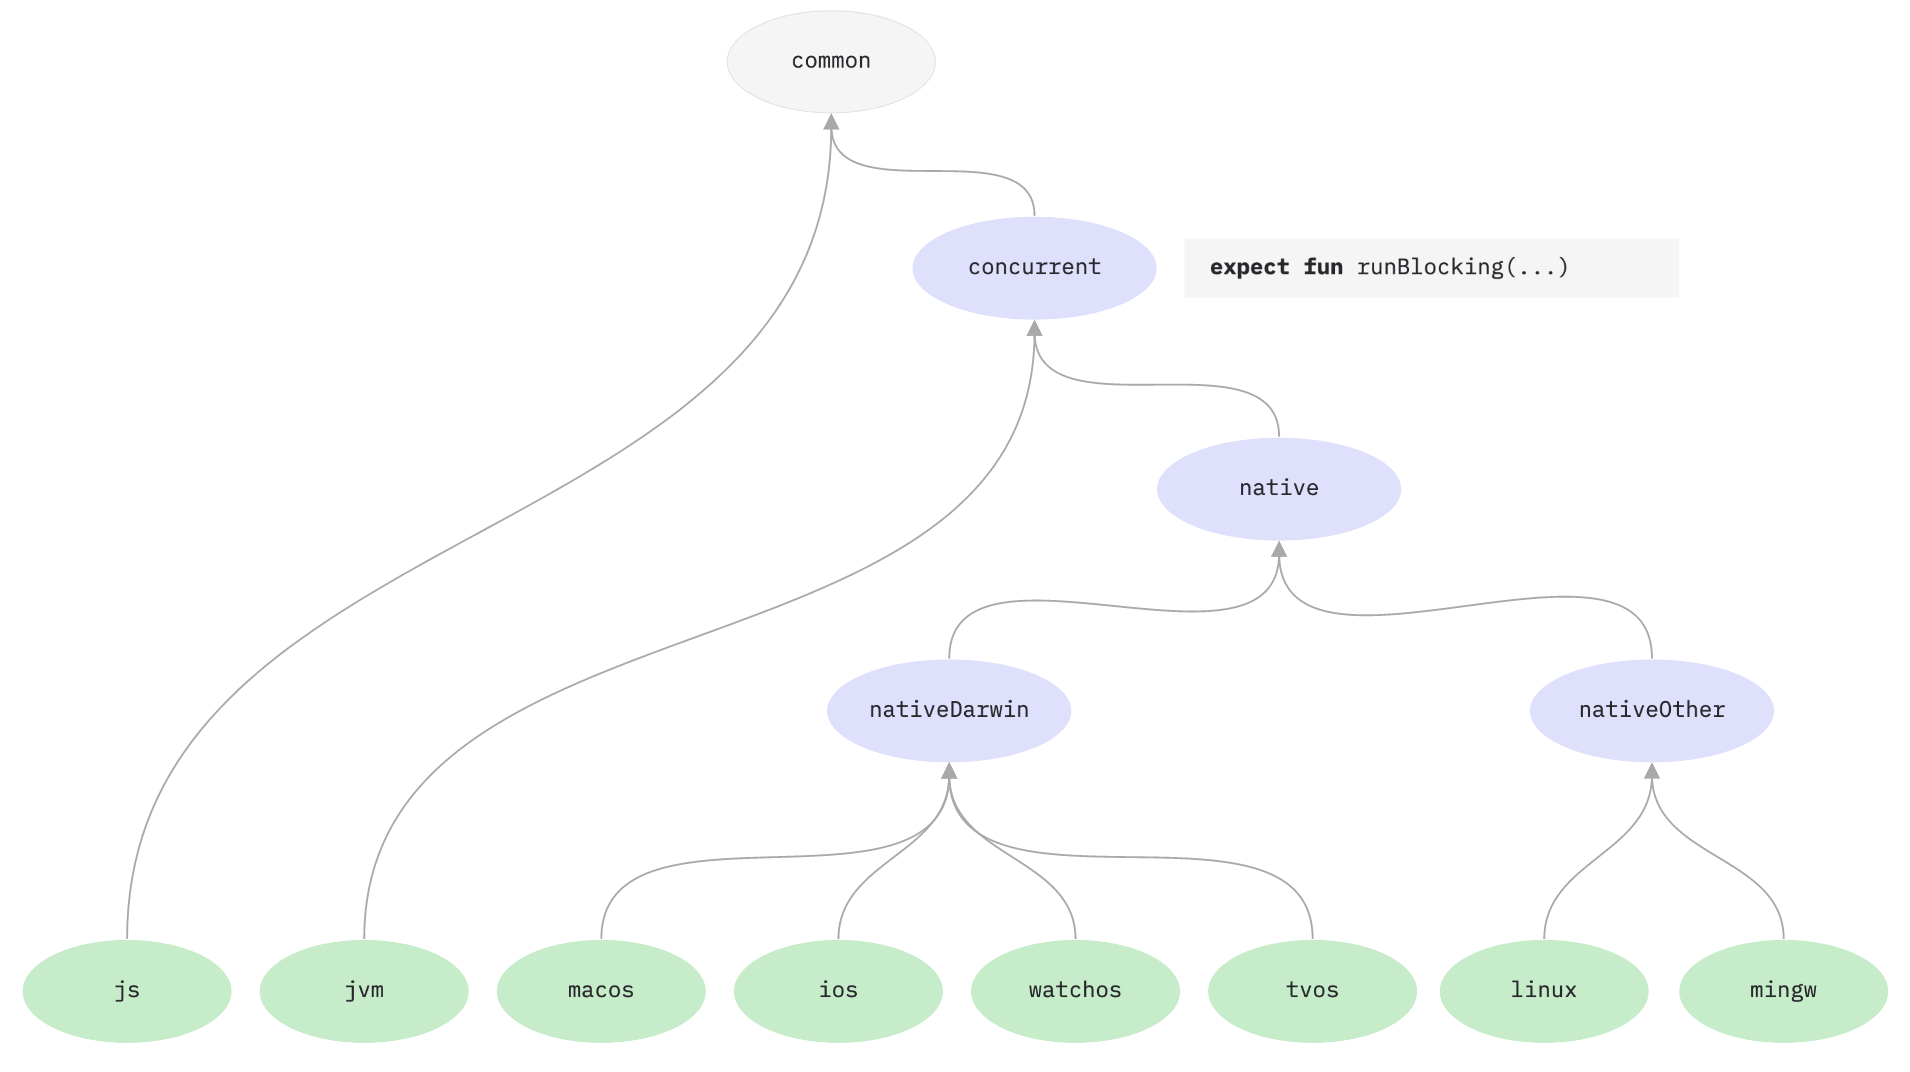 common
concurrent
expect fun runBlocking(...)
native
nativeDarwin
nativeOther
js
jvm
macos
ios
watchos
tvos
linux
mingw